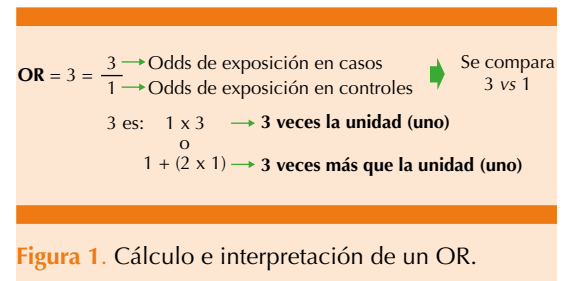 OR = 3 = 3 → Odds de exposición en casos
1 → Odds de exposición en controles
Se compara
3 vs 1
3 es: 1 x 3 → 3 veces la unidad (uno)
o
1 + (2 x 1) → 3 veces más que la unidad (uno)
Figura 1. Cálculo e interpretación de un OR.